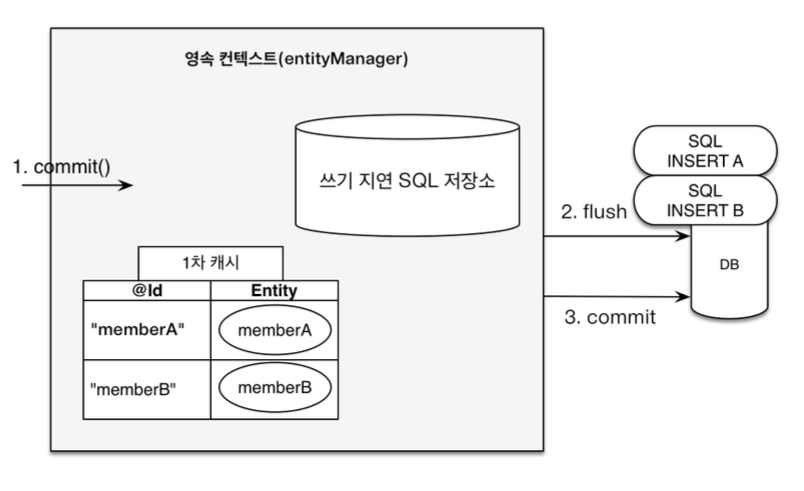 영속 컨텍스트(entityManager)
1. commit()
쓰기 지연 SQL 저장소
SQL
INSERT A
SQL
INSERT B
2. flush
DB
3. commit
1차 캐시
@Id Entity
"memberA" memberA
"memberB" memberB